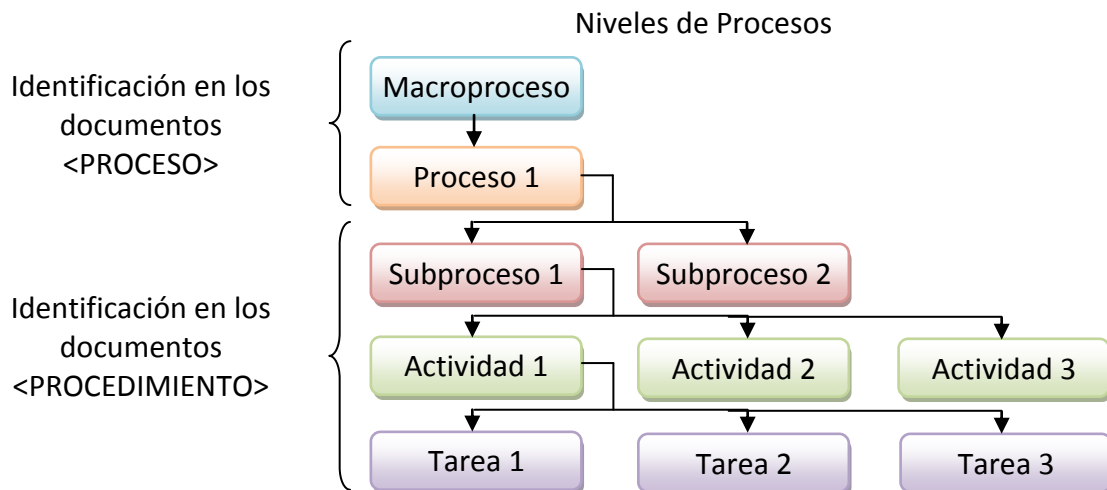 Niveles de Procesos
Identificación en los
documentos
<PROCESO>
Macroproceso
Proceso 1
Identificación en los
documentos
<PROCEDIMIENTO>
Subproceso 1
Subproceso 2
Actividad 1
Actividad 2
Actividad 3
Tarea 1
Tarea 2
Tarea 3